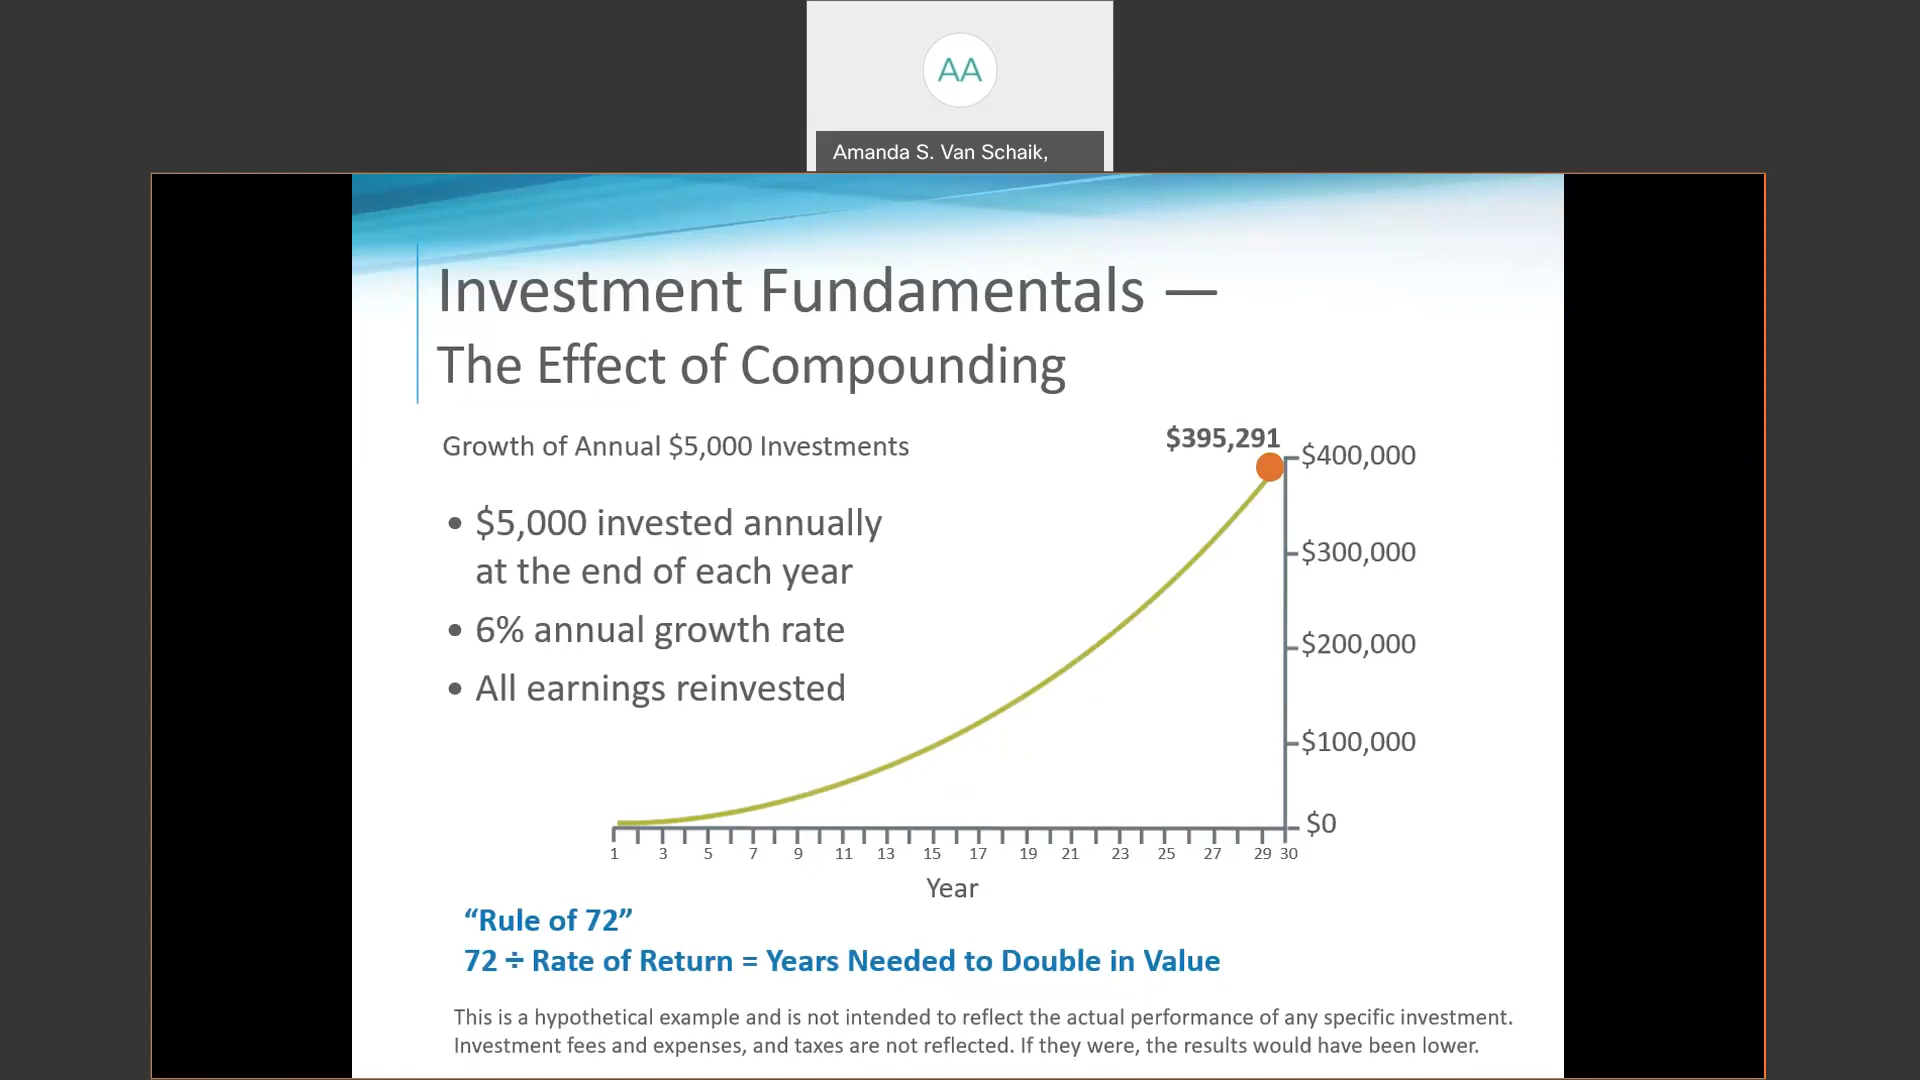 AA
Amanda S. Van Schaik,
Investment Fundamentals —
The Effect of Compounding
Growth of Annual $5,000 Investments
• $5,000 invested annually
at the end of each year
• 6% annual growth rate
• All earnings reinvested
$395,291
$400,000
$300,000
$200,000
$100,000
$0
1 3 5 7 9 11 13 15 17 19 21 23 25 27 29 30
Year
“Rule of 72”
72 ÷ Rate of Return = Years Needed to Double in Value
This is a hypothetical example and is not intended to reflect the actual performance of any specific investment.
Investment fees and expenses, and taxes are not reflected. If they were, the results would have been lower.